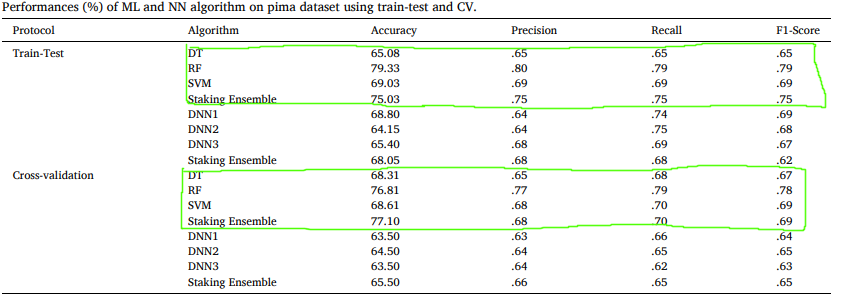 Performances (%) of ML and NN algorithm on pima dataset using train-test and CV.
Protocol Algorithm Accuracy Precision Recall F1-Score
Train-Test DT 65.08 .65 .65 .65
RF 79.33 .80 .79 .79
SVM 69.03 .69 .69 .69
Staking Ensemble 75.03 .75 .75 .75
DNN1 68.80 .64 .74 .69
DNN2 64.15 .64 .75 .68
DNN3 65.40 .68 .69 .67
Staking Ensemble 68.05 .68 .68 .62
Cross-validation DT 68.31 .65 .68 .67
RF 76.81 .77 .79 .78
SVM 68.61 .68 .70 .69
Staking Ensemble 77.10 .68 .70 .69
DNN1 63.50 .63 .66 .64
DNN2 64.50 .64 .65 .65
DNN3 63.50 .64 .62 .63
Staking Ensemble 65.50 .66 .65 .65